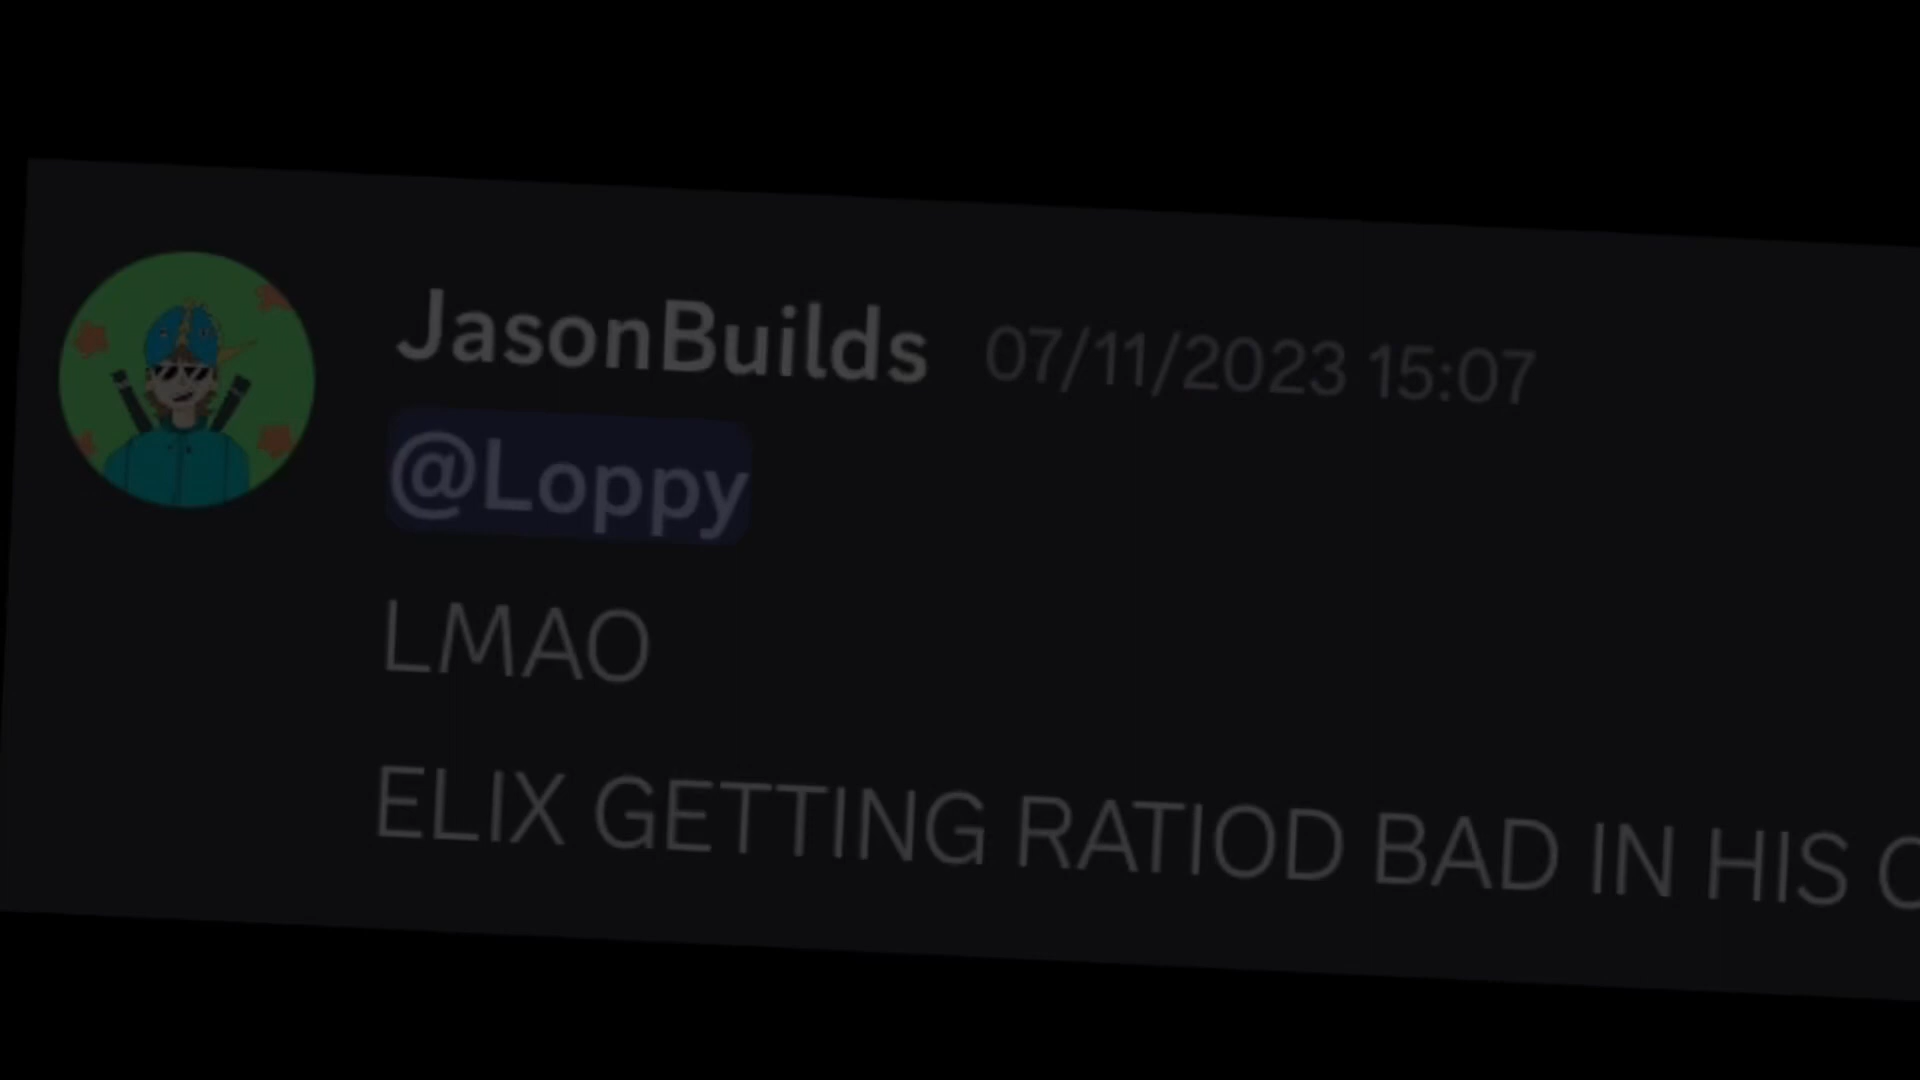 JasonBuilds 07/11/2023 15:07
@Loppy
LMAO
ELIX GETTING RATIOD BAD IN HIS